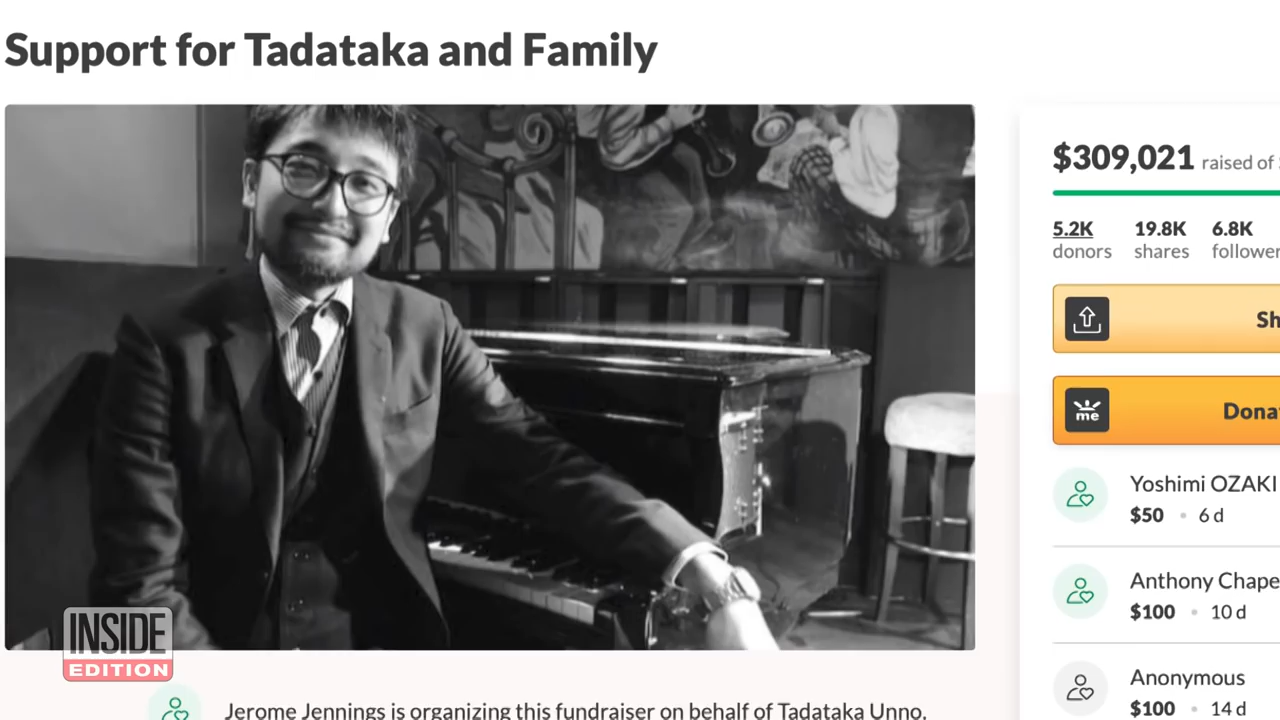 Support for Tadataka and Family
$309,021 raised of
5.2K 19.8K 6.8K
donors shares
me
Yoshimi OZAKI
$50 • 6 d
Anthony
$100 • 10 d
Anonymous
$100 • 14 d
INSIDE
EDITION
Jerome Jennings is organizing this fundraiser on behalf of Tadataka Unno.